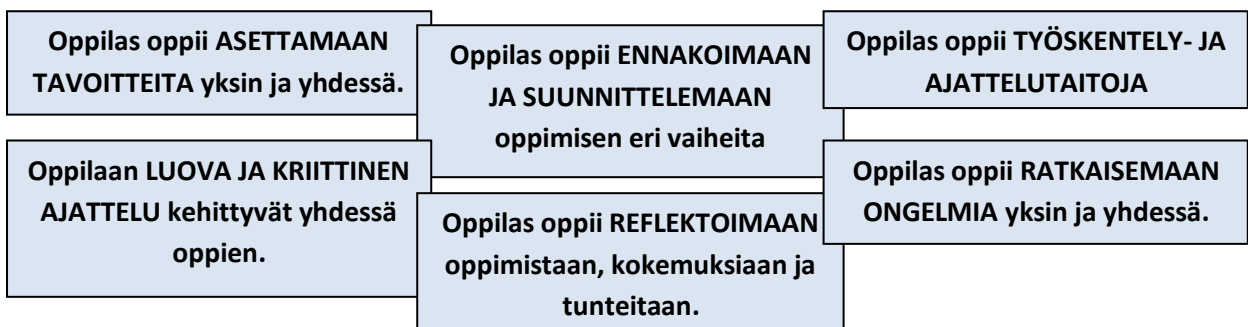 Oppilas oppii ASETTAMAAN
TAVOITTEITA yksin ja yhdessä.
Oppilas oppii ENNAKOIMAAN
JA SUUNNITTELEMAAN
oppimisen eri vaiheita
Oppilas oppii TYÖSKENTELY- JA
AJATTELUTAITOJA
Oppilaan LUOVA JA KRIITTINEN
AJATTELU kehittyvät yhdessä
oppien.
Oppilas oppii REFLEKTOIMAAN
oppimistaan, kokemuksiaan ja
tunteitaan.
Oppilas oppii RATKAISEMAAN
ONGELMIA yksin ja yhdessä.